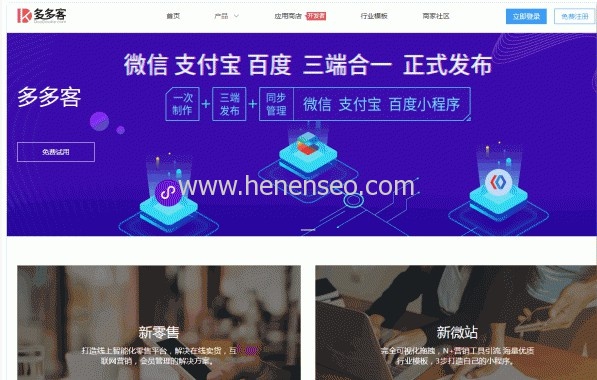 多多客
首页 产品 应用商店 开发者 行业模板 商家社区 立即登录 免费注册
微信 支付宝 百度 三端合一 正式发布
多多客
一次制作 + 三端发布 + 同步管理 微信 支付宝 百度小程序
免费试用
www.henenseo.com
新零售
打造线上智能化零售平台，解决在线卖货，互
联网营销，会员管理的解决方案。
新微站
完全可视化拖拽，N+营销工具引流 海量优质
行业模板，3步打造自己的小程序。